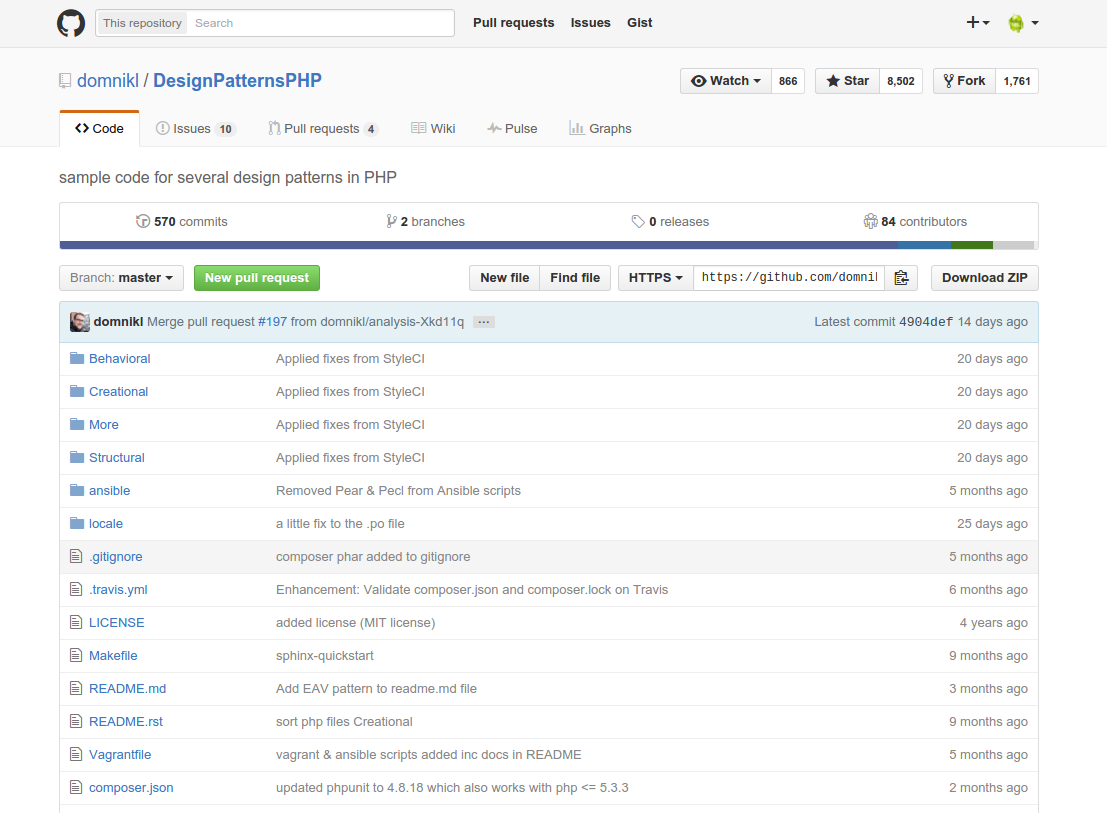 This repository Search Pull requests Issues Gist
domnikl / DesignPatternsPHP Watch 866 Star 8,502 Fork 1,761
Code Issues 10 Pull requests 4 Wiki Pulse Graphs
sample code for several design patterns in PHP
570 commits 2 branches 0 releases 84 contributors
Branch: master New pull request New file Find file HTTPS https://github.com/domnil Download ZIP
domnikl Merge pull request #197 from domnikl/analysis-Xkd11q ... Latest commit 4904def 14 days ago
Behavioral Applied fixes from StyleCI 20 days ago
Creational Applied fixes from StyleCI 20 days ago
More Applied fixes from StyleCI 20 days ago
Structural Applied fixes from StyleCI 20 days ago
ansible Removed Pear & Pecl from Ansible scripts 5 months ago
locale a little fix to the .po file 25 days ago
.gitignore composer phar added to gitignore 5 months ago
.travis.yml Enhancement: Validate composer.json and composer.lock on Travis 6 months ago
LICENSE added license (MIT license) 4 years ago
Makefile sphinx-quickstart 9 months ago
README.md Add EAV pattern to readme.md file 3 months ago
README.rst sort php files Creational 9 months ago
Vagrantfile vagrant & ansible scripts added inc docs in README 5 months ago
composer.json updated phpunit to 4.8.18 which also works with php <= 5.3.3 2 months ago